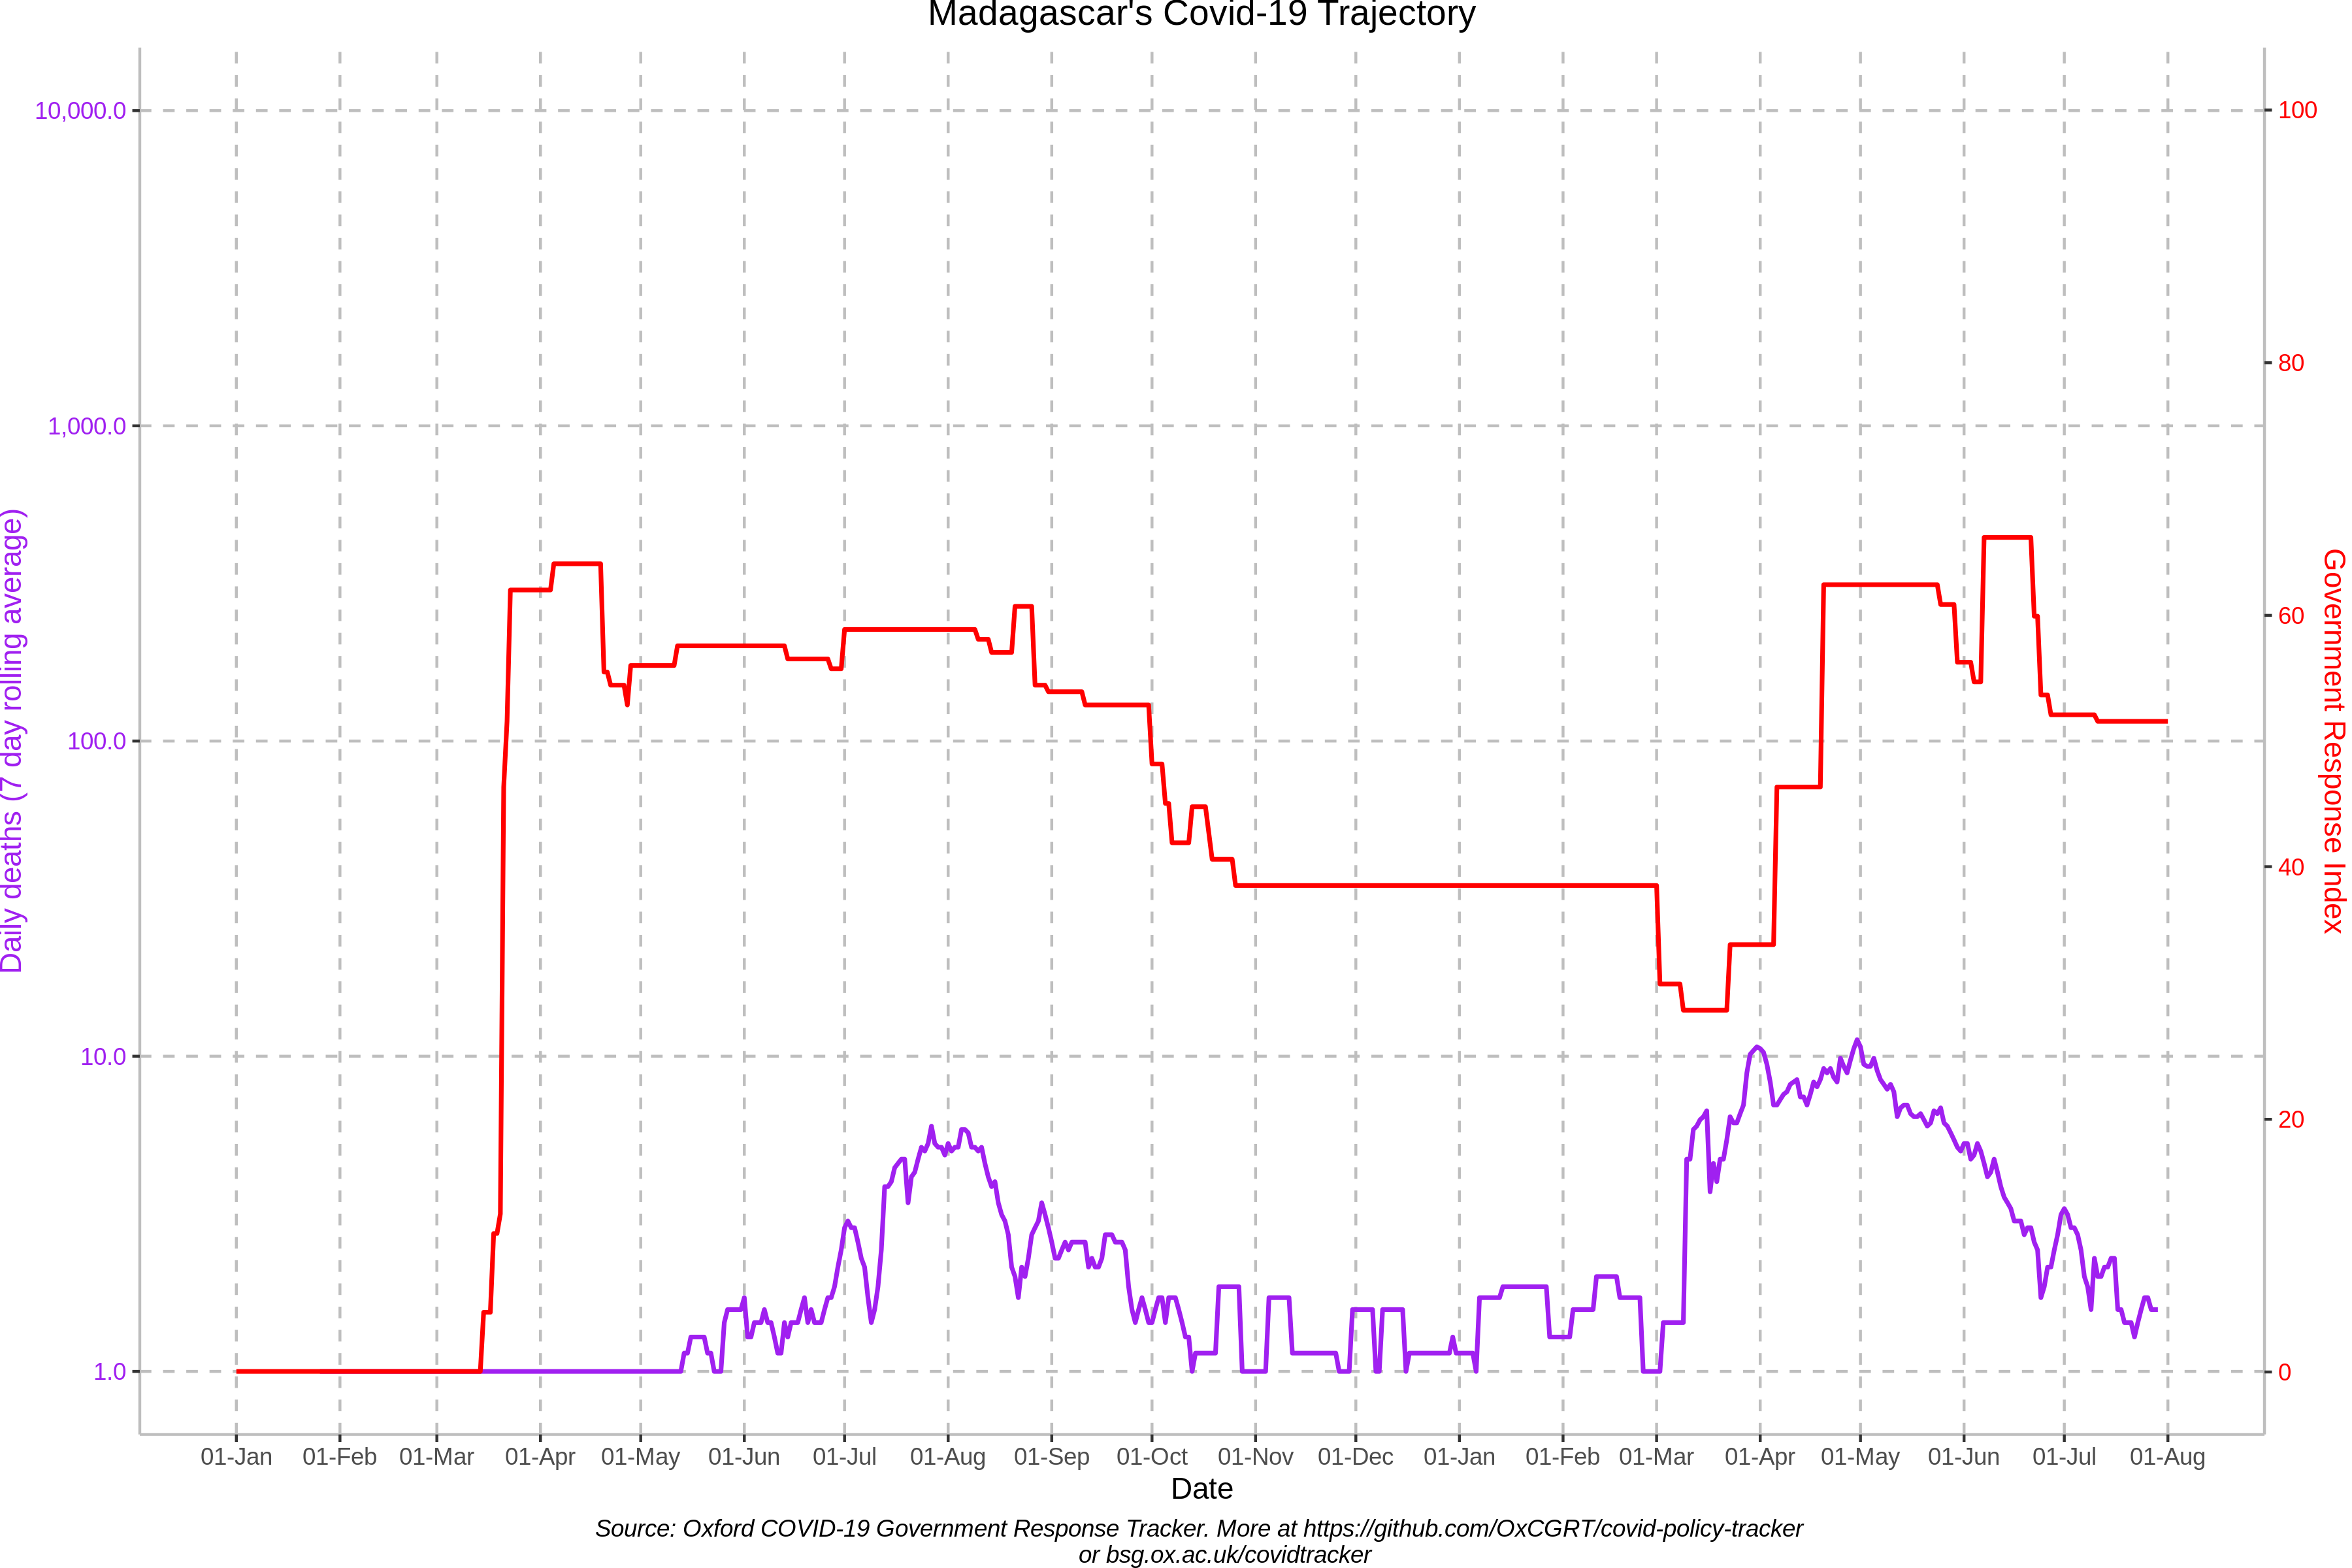 Madagascar's Covid-19 Trajectory
10,000.0
1,000.0
100.0
10.0
1.0
Daily deaths (7 day rolling average)
100
80
60
40
20
0
Government Response Index
01-Jan 01-Feb 01-Mar 01-Apr 01-May 01-Jun 01-Jul 01-Aug 01-Sep 01-Oct 01-Nov 01-Dec 01-Jan 01-Feb 01-Mar 01-Apr 01-May 01-Jun 01-Jul 01-Aug
Date
Source: Oxford COVID-19 Government Response Tracker. More at https://github.com/OxCGRT/covid-policy-tracker
or bsg.ox.ac.uk/covidtracker